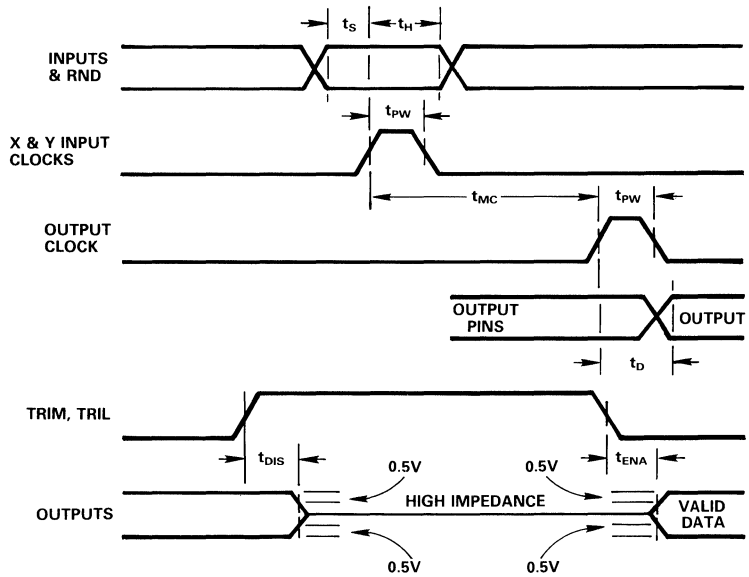 tS tH
INPUTS
& RND
tPW
X & Y INPUT
CLOCKS
tMC tPW
OUTPUT
CLOCK
OUTPUT
PINS
OUTPUT
tD
TRIM, TRIL
tDIS 0.5V 0.5V tENA
OUTPUTS
HIGH IMPEDANCE
VALID
DATA
0.5V 0.5V